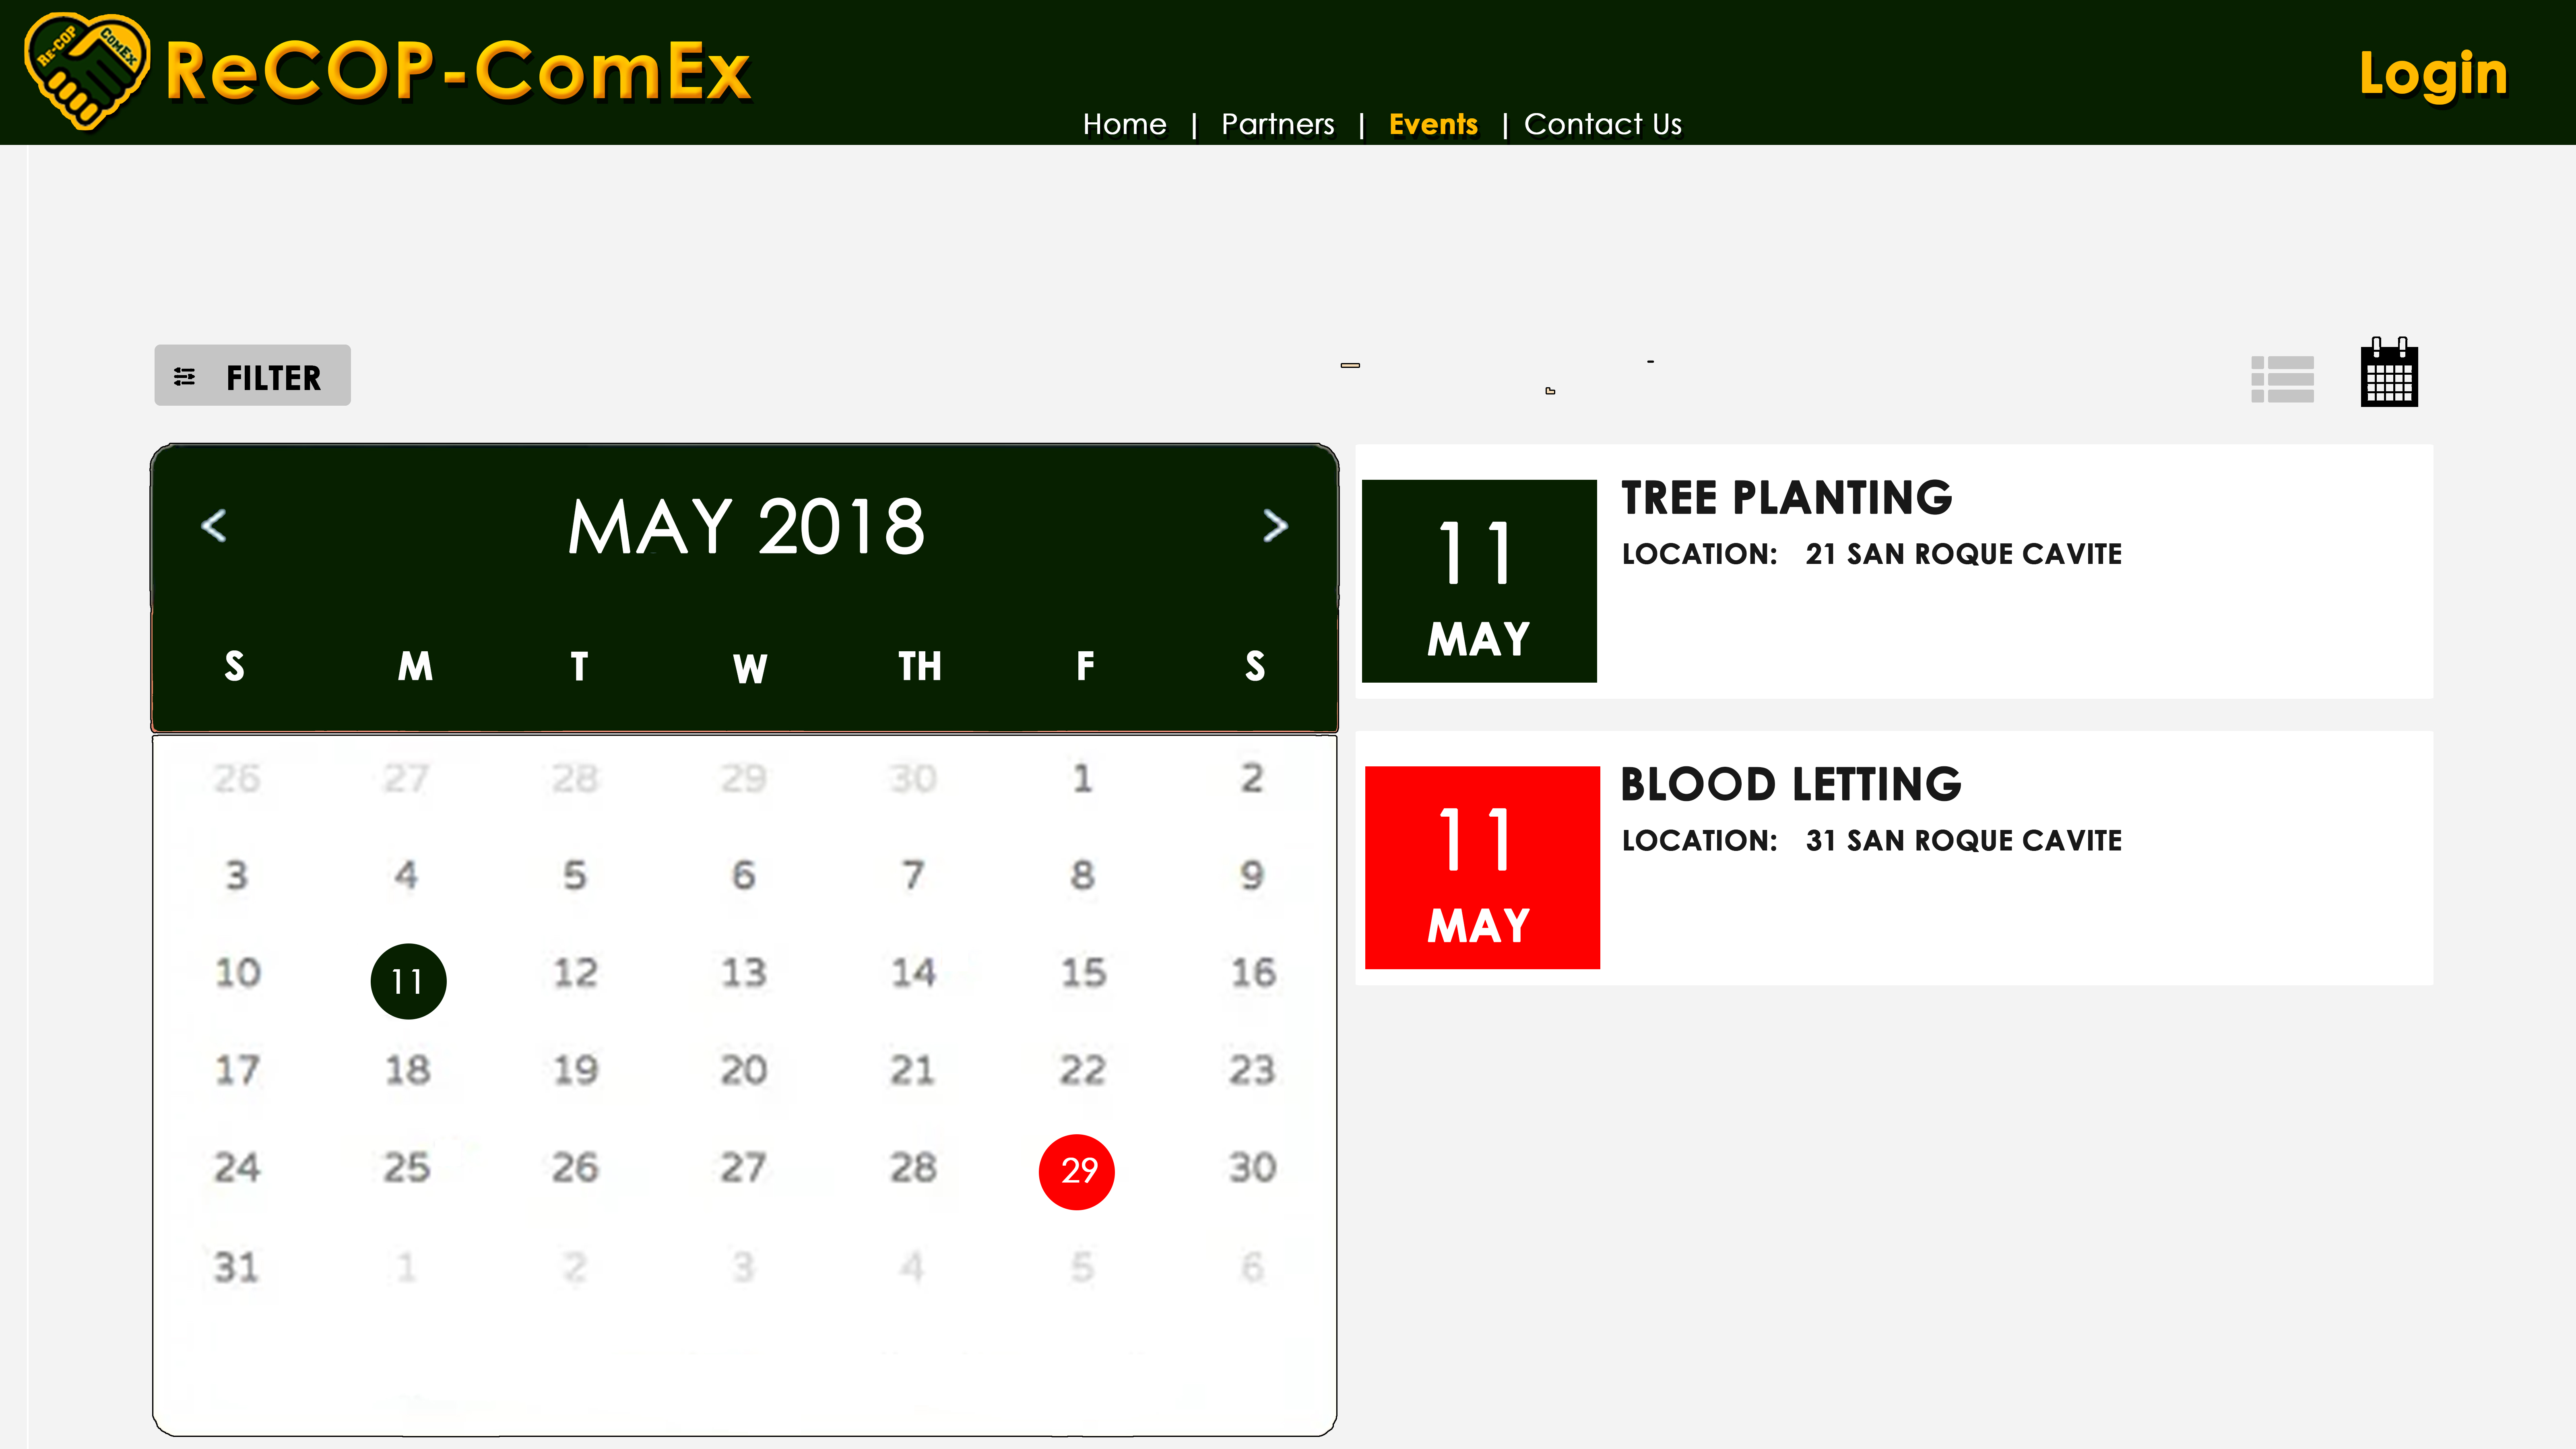 RE-COP COMEX
ReCOP-ComEx
Login
Home | Partners | Events | Contact Us
FILTER
< MAY 2018 >
S M T W TH F S
26 27 28 29 30 1 2
3 4 5 6 7 8 9
10 11 12 13 14 15 16
17 18 19 20 21 22 23
24 25 26 27 28 29 30
31 1 2 3 4 5 6
11
MAY
TREE PLANTING
LOCATION: 21 SAN ROQUE CAVITE
11
MAY
BLOOD LETTING
LOCATION: 31 SAN ROQUE CAVITE